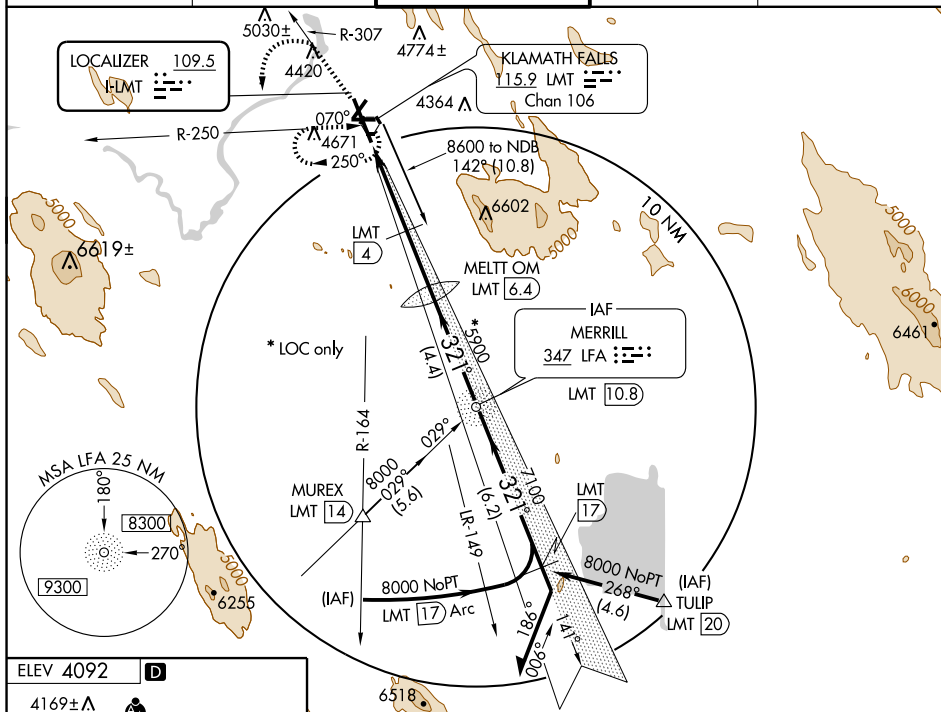 5030±
R-307
4774±
LOCALIZER 109.5
I-LMT
4420
KLAMATH FALLS
115.9 LMT
Chan 106
4364
070°
R-250
4671
250°
8600 to NDB
142° (10.8)
5000
6602
5000
10 NM
5000
6000
6461
6619±
LMT
4
MELTT OM
LMT 6.4
* LOC only
*5900
321°
(4.4)
IAF
MERRILL
347 LFA
LMT 10.8
R-164
029°
8000
029°
(5.6)
MUREX
LMT 14
7100
321°
(6.2)
LR-149
LMT
17
MSA LFA 25 NM
180°
8300
270°
9300
5000
6255
(IAF)
8000 NoPT
LMT 17 Arc
8000 NoPT
268°
(4.6)
(IAF)
TULIP
LMT 20
186°
006°
141°
ELEV 4092 D
4169±
6518